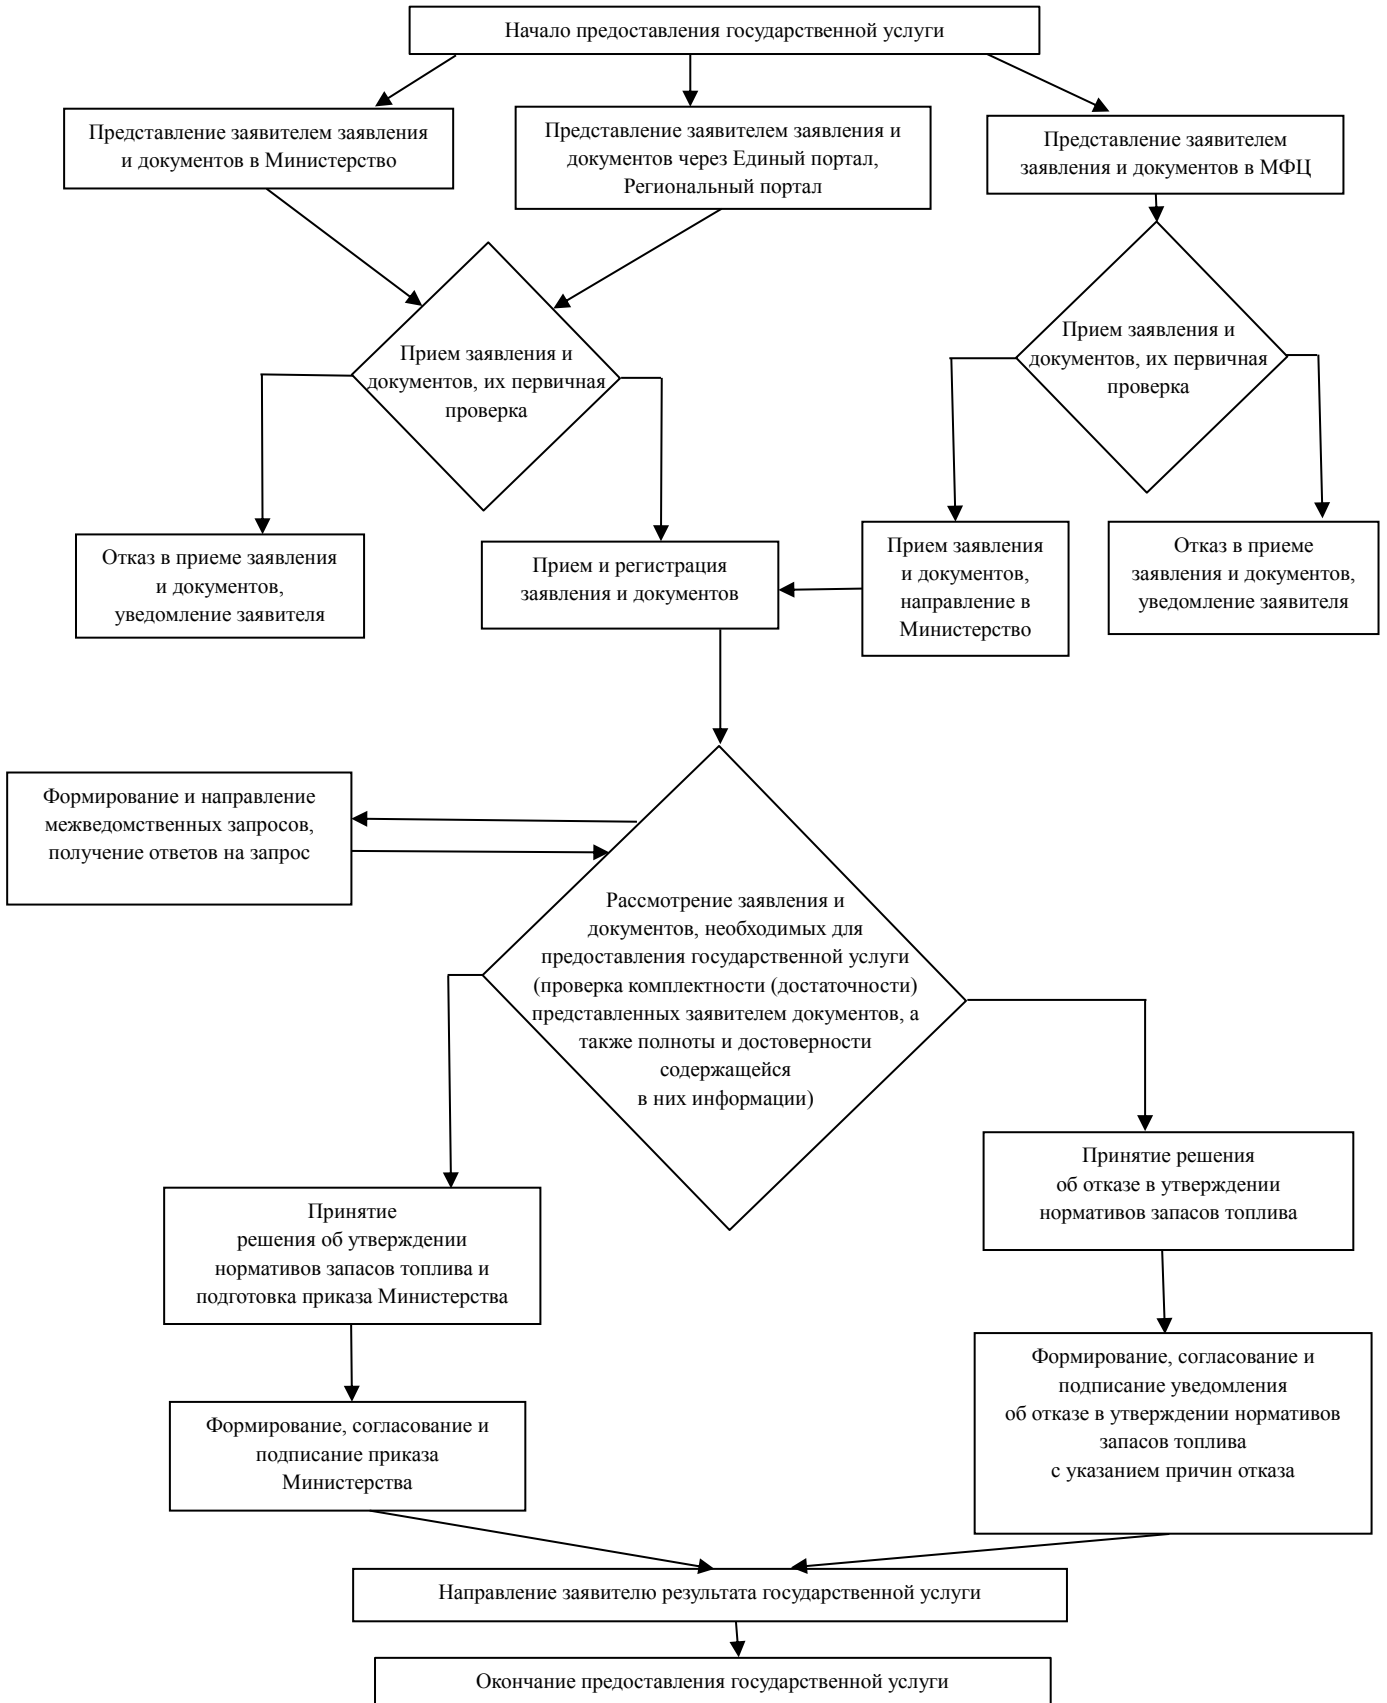 Начало предоставления государственной услуги
Представление заявителем заявления
и документов в Министерство
Представление заявителем заявления и
документов через Единый портал,
Региональный портал
Представление заявителем
заявления и документов в МФЦ
Прием заявления и
документов, их первичная
проверка
Прием заявления и
документов, их первичная
проверка
Отказ в приеме заявления
и документов,
уведомление заявителя
Прием и регистрация
заявления и документов
Прием заявления
и документов,
направление в
Министерство
Отказ в приеме
заявления и документов,
уведомление заявителя
Формирование и направление
межведомственных запросов,
получение ответов на запрос
Рассмотрение заявления и
документов, необходимых для
предоставления государственной услуги
(проверка комплектности (достаточности)
представленных заявителем документов, а
также полноты и достоверности
содержащейся
в них информации)
Принятие
решения об утверждении
нормативов запасов топлива и
подготовка приказа Министерства
Принятие решения
об отказе в утверждении
нормативов запасов топлива
Формирование, согласование и
подписание приказа
Министерства
Формирование, согласование и
подписание уведомления
об отказе в утверждении нормативов
запасов топлива
с указанием причин отказа
Направление заявителю результата государственной услуги
Окончание предоставления государственной услуги